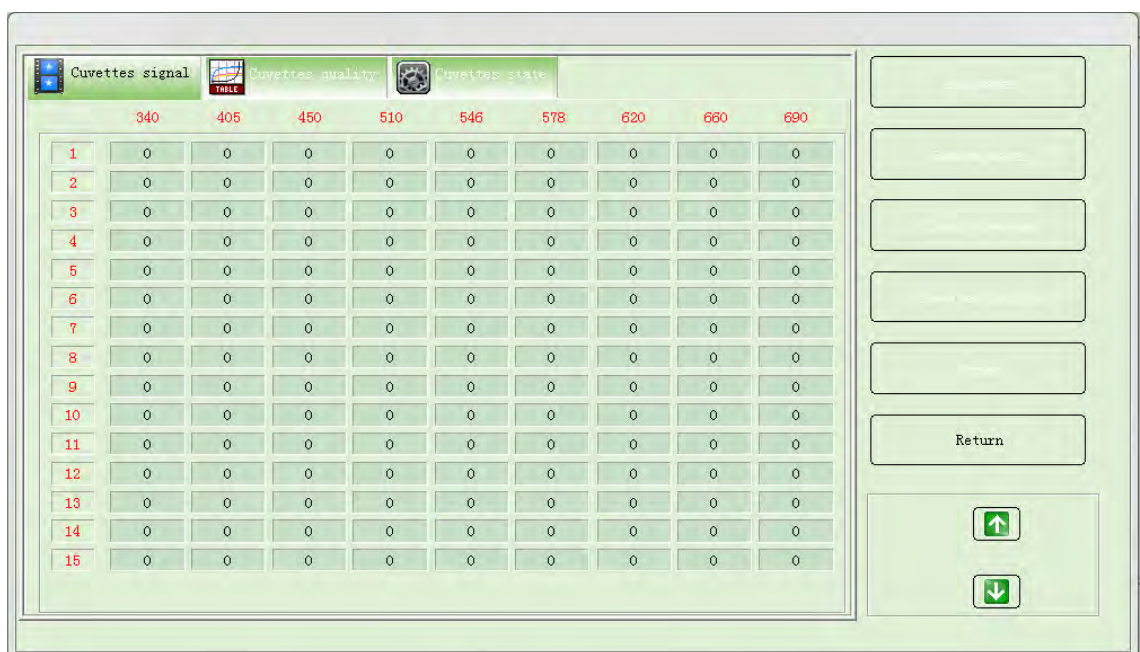 Cuvettes signal TABLE Cuvettes quality Cuvettes state
340 405 450 510 546 578 620 660 690
1 0 0 0 0 0 0 0 0 0
2 0 0 0 0 0 0 0 0 0
3 0 0 0 0 0 0 0 0 0
4 0 0 0 0 0 0 0 0 0
5 0 0 0 0 0 0 0 0 0
6 0 0 0 0 0 0 0 0 0
7 0 0 0 0 0 0 0 0 0
8 0 0 0 0 0 0 0 0 0
9 0 0 0 0 0 0 0 0 0
10 0 0 0 0 0 0 0 0 0
11 0 0 0 0 0 0 0 0 0
12 0 0 0 0 0 0 0 0 0
13 0 0 0 0 0 0 0 0 0
14 0 0 0 0 0 0 0 0 0
15 0 0 0 0 0 0 0 0 0
Return